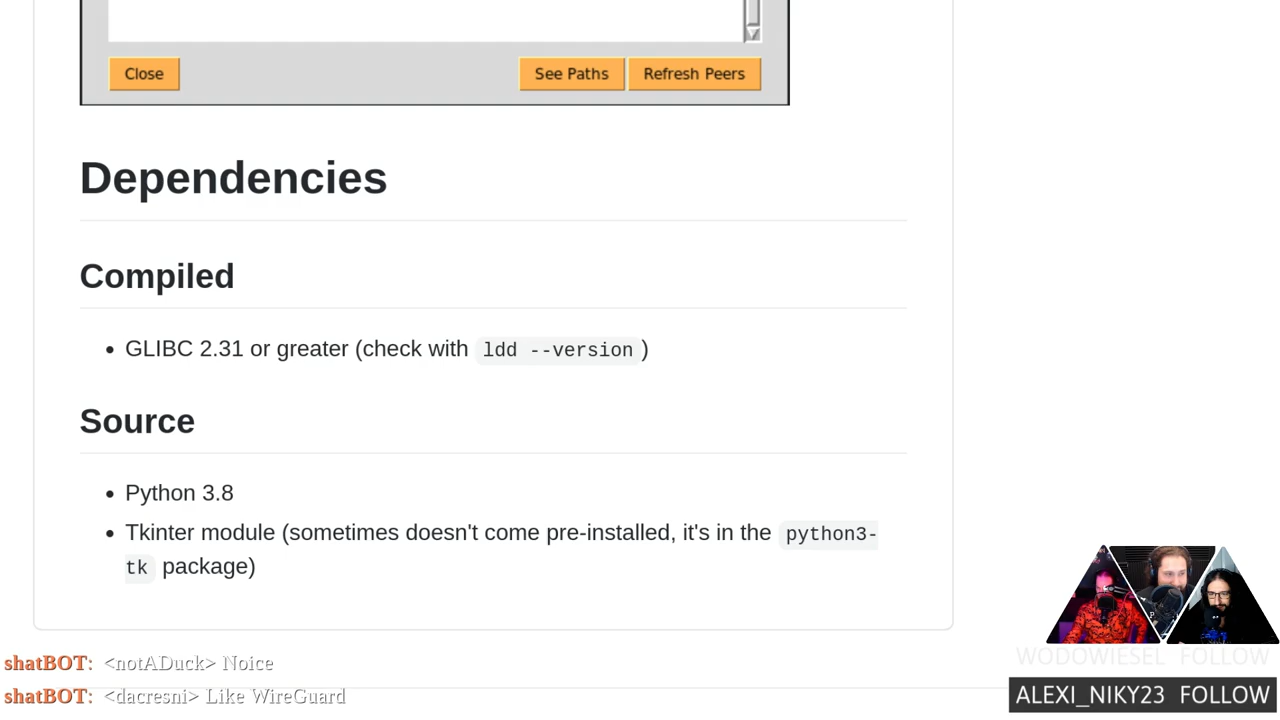 Close
See Paths
Refresh Peers
Dependencies
Compiled
GLIBC 2.31 or greater (check with ldd --version )
Source
Python 3.8
Tkinter module (sometimes doesn't come pre-installed, it's in the python3-
tk package)
shatBOT: <notADuck> Noice
shatBOT: <dacresni> Like WireGuard
WODOWIESEL FOLLOW
ALEXI_NIKY23 FOLLOW